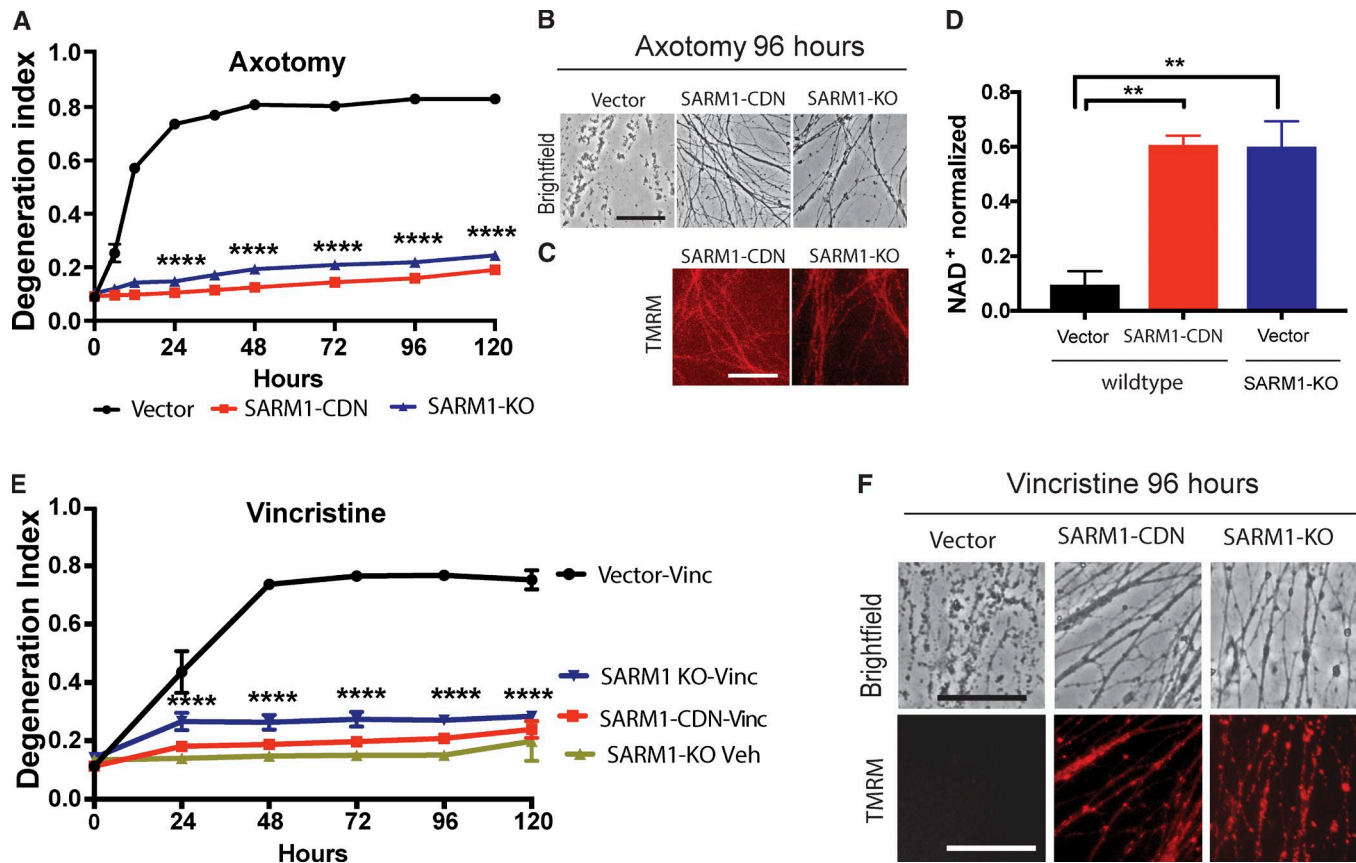 A
Axotomy
Degeneration index
1.0
0.8
0.6
0.4
0.2
0.0
**** **** **** **** ****
0 24 48 72 96 120
Hours
Vector SARM1-CDN SARM1-KO
B
Axotomy 96 hours
Vector SARM1-CDN SARM1-KO
Brightfield
C
SARM1-CDN SARM1-KO
TMRM
D
**
**
NAD+ normalized
0.8
0.6
0.4
0.2
0.0
Vector SARM1-CDN Vector
wildtype SARM1-KO
E
Vincristine
Degeneration Index
1.0
0.8
0.6
0.4
0.2
0.0
**** **** **** **** ****
0 24 48 72 96 120
Hours
Vector-Vinc
SARM1 KO-Vinc
SARM1-CDN-Vinc
SARM1-KO Veh
F
Vincristine 96 hours
Vector SARM1-CDN SARM1-KO
Brightfield
TMRM